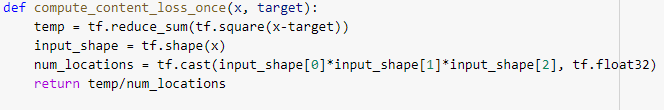 def compute_content_loss_once(x, target):
    temp = tf.reduce_sum(tf.square(x-target))
    input_shape = tf.shape(x)
    num_locations = tf.cast(input_shape[0]*input_shape[1]*input_shape[2], tf.float32)
    return temp/num_locations